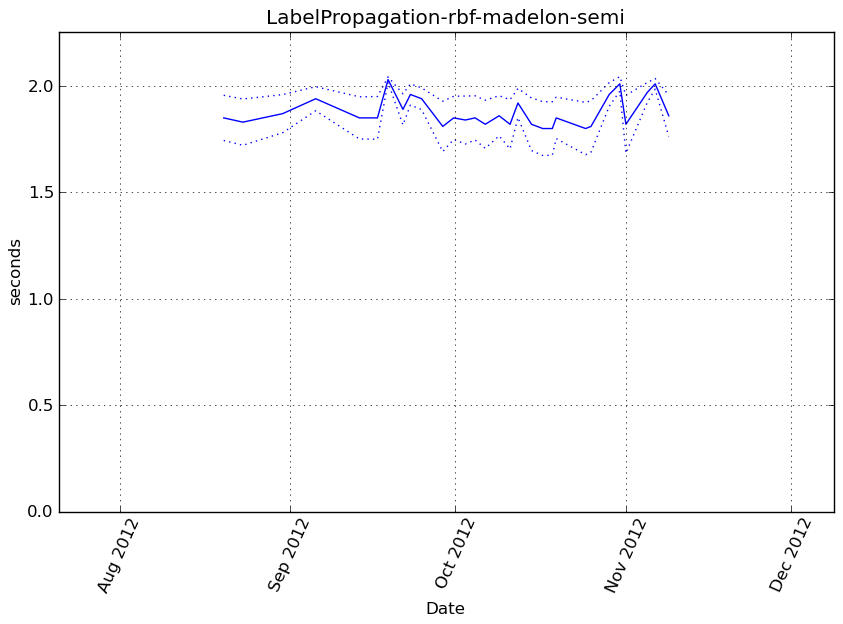 LabelPropagation-rbf-madelon-semi
2.0
1.5
1.0
0.5
0.0
seconds
Aug 2012
Sep 2012
Oct 2012
Nov 2012
Dec 2012
Date